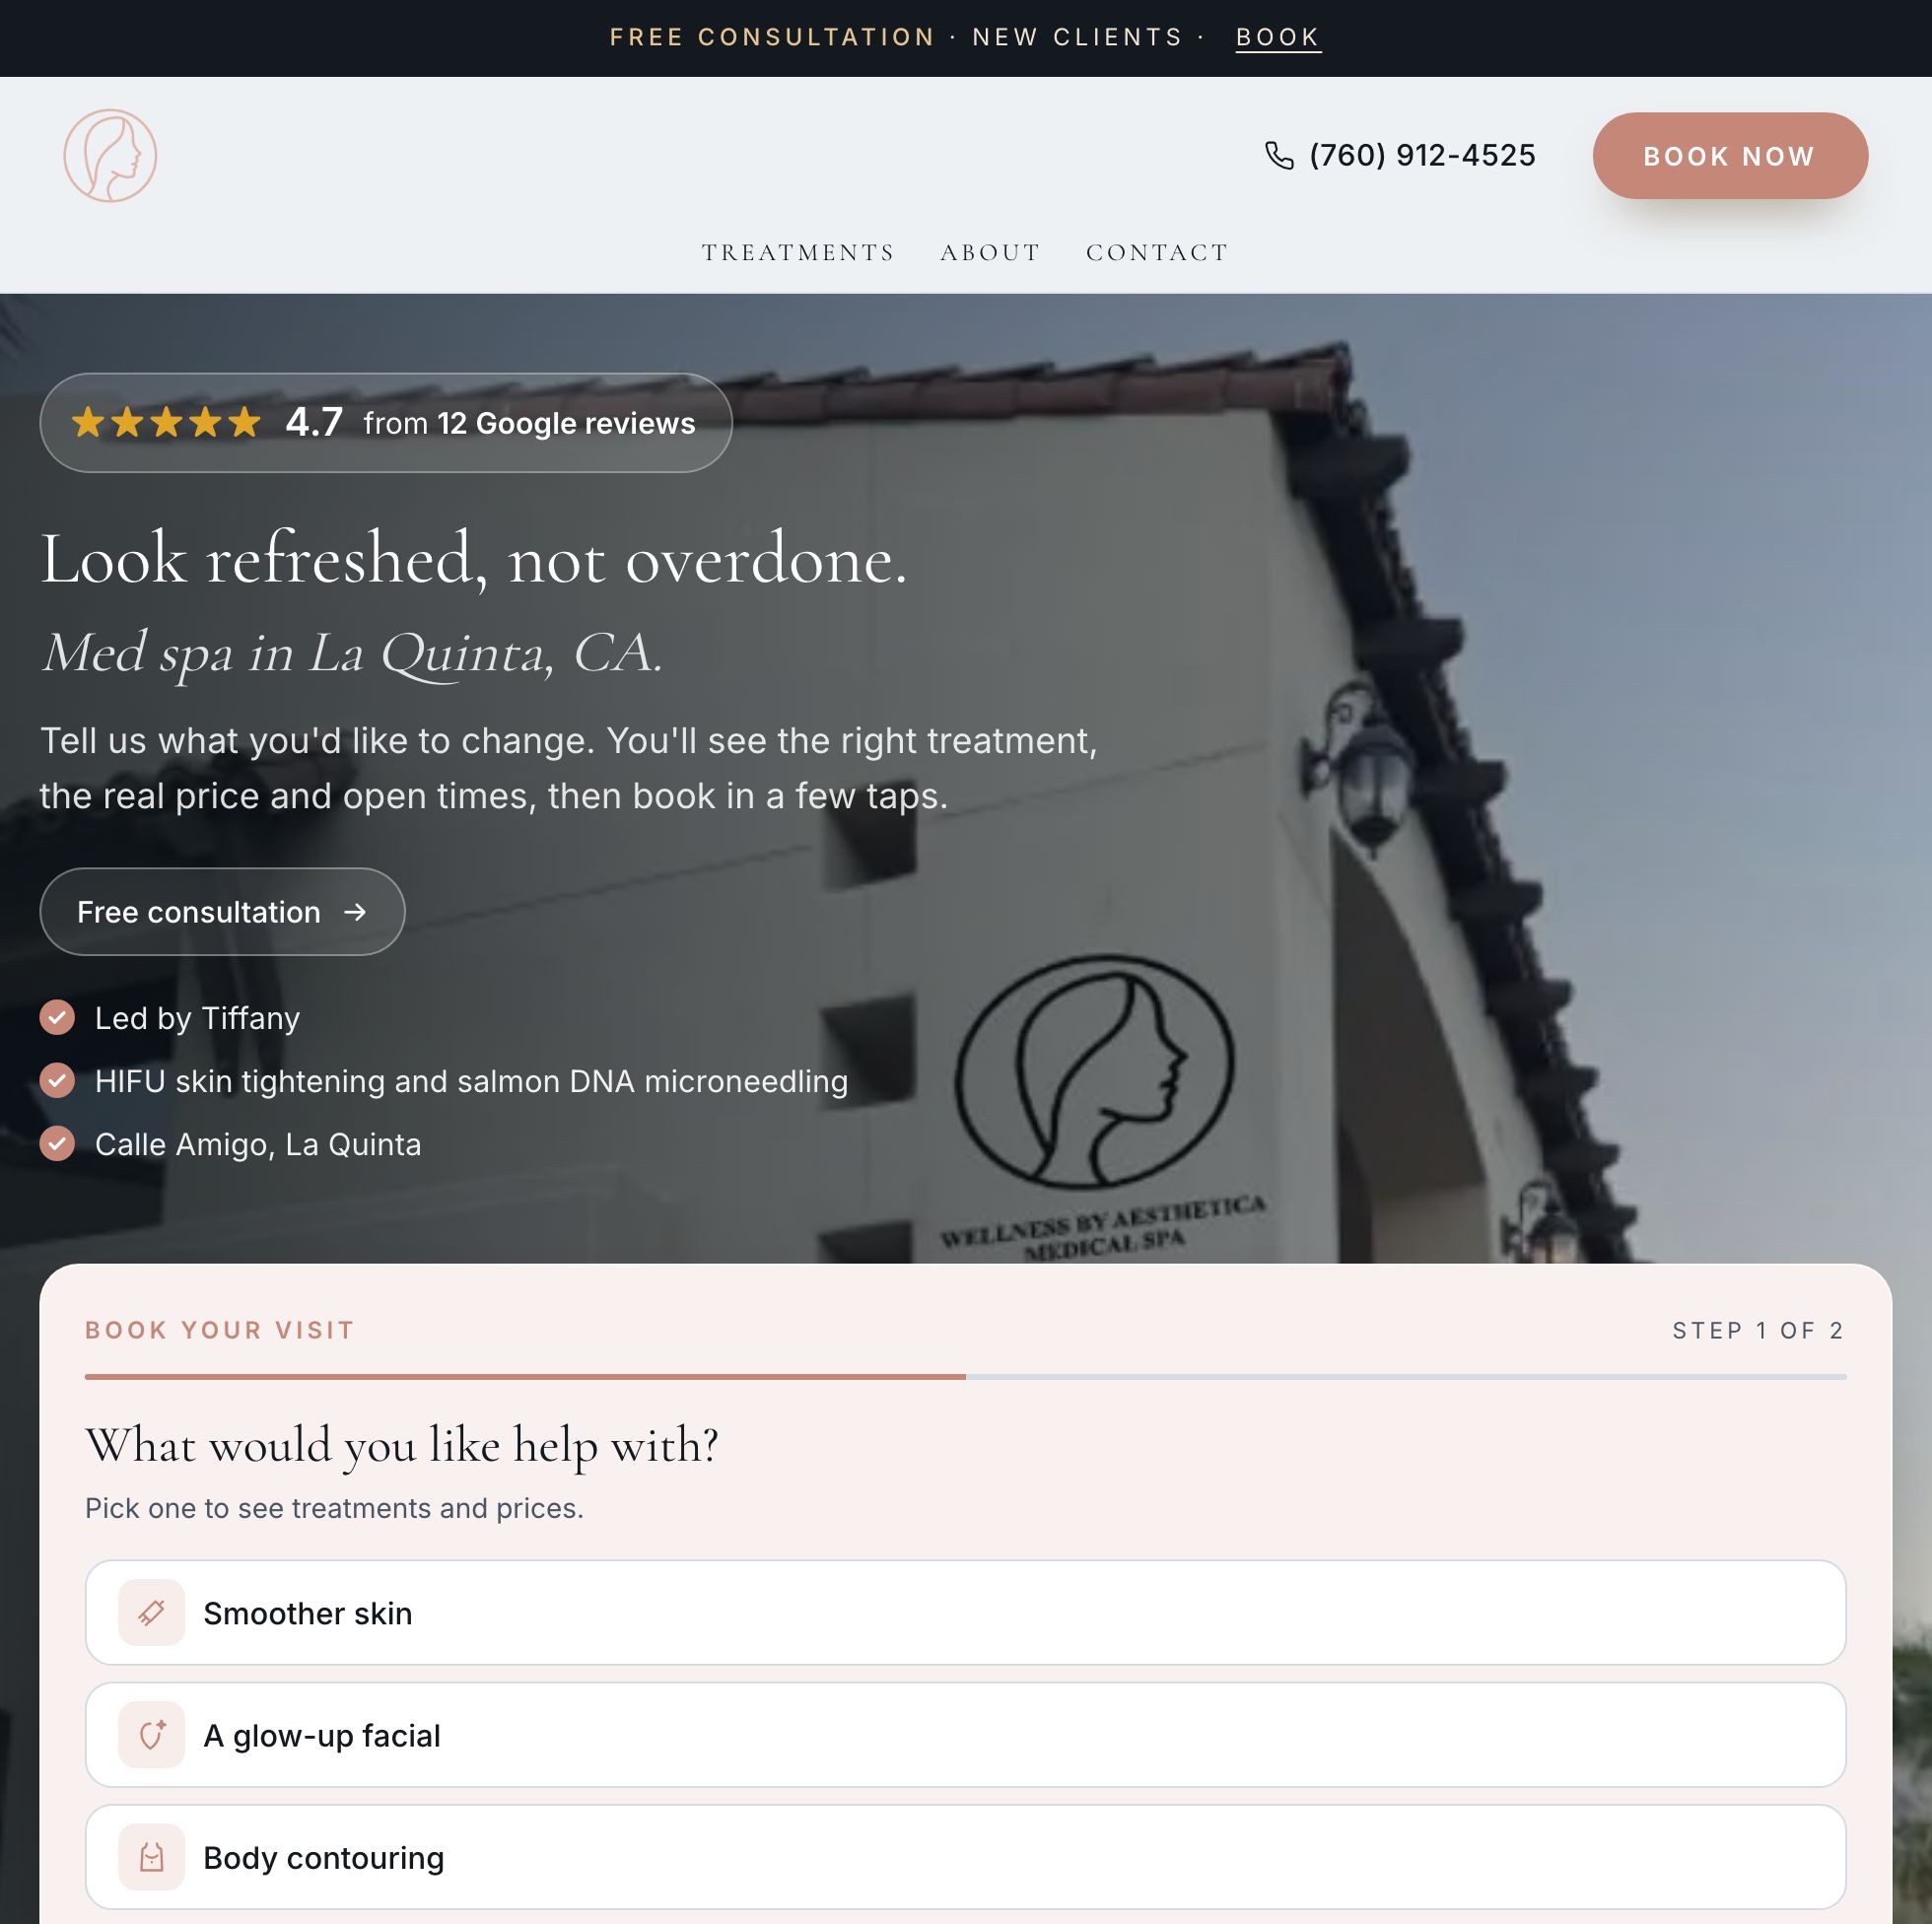 FREE CONSULTATION · NEW CLIENTS · BOOK
(760) 912-4525
BOOK NOW
TREATMENTS ABOUT CONTACT
4.7 from 12 Google reviews
Look refreshed, not overdone.
Med spa in La Quinta, CA.
Tell us what you'd like to change. You'll see the right treatment,
the real price and open times, then book in a few taps.
Free consultation →
Led by Tiffany
HIFU skin tightening and salmon DNA microneedling
Calle Amigo, La Quinta
WELLNESS BY AESTHETICA
MEDICAL SPA
BOOK YOUR VISIT
STEP 1 OF 2
What would you like help with?
Pick one to see treatments and prices.
Smoother skin
A glow-up facial
Body contouring